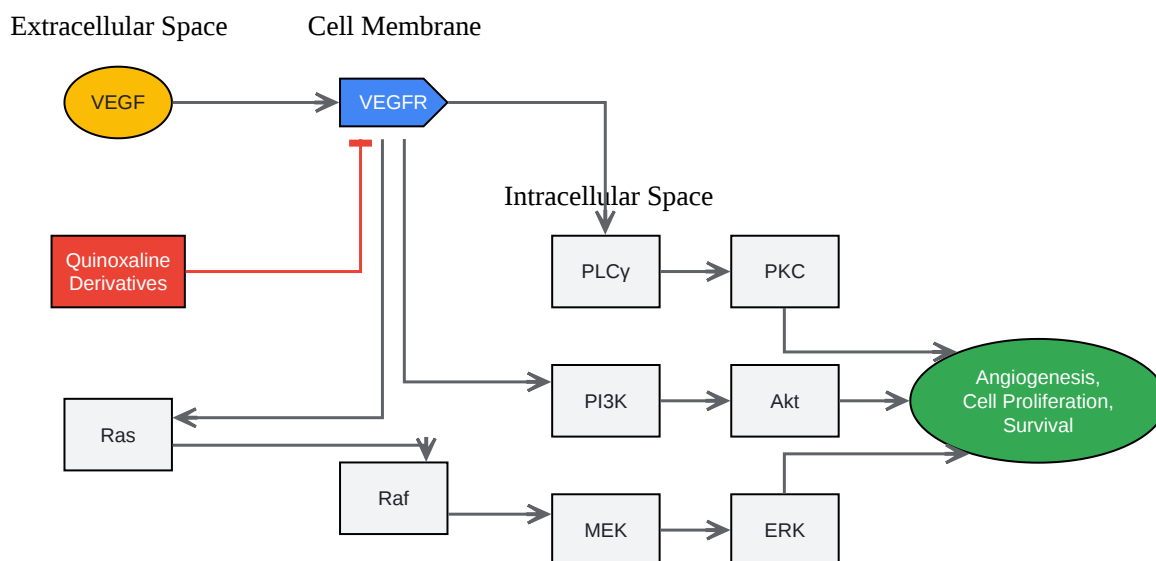 Extracellular Space
Cell Membrane
VEGF
VEGFR
Intracellular Space
Quinoxaline
Derivatives
PLCγ
PKC
Angiogenesis,
Cell Proliferation,
Survival
PI3K
Akt
Ras
Raf
MEK
ERK